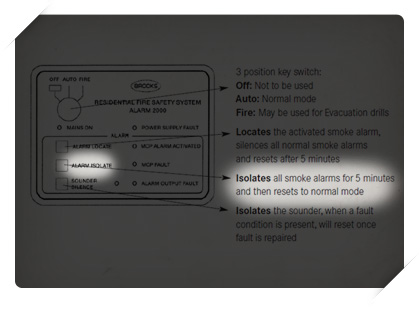 OFF AUTO FIRE
BROOKS
RESIDENTIAL FIRE SAFETY SYSTEM
ALARM 2000
MAINS ON
POWER SUPPLY FAULT
ALARM
ALARM LOCATE
MCP ALARM ACTIVATED
ALARM ISOLATE
MCP FAULT
SOUNDER
SILENCE
ALARM OUTPUT FAULT
3 position key switch:
Off: Not to be used
Auto: Normal mode
Fire: May be used for Evacuation drills
Locates the activated smoke alarm,
silences all normal smoke alarms
and resets after 5 minutes
Isolates all smoke alarms for 5 minutes
and then resets to normal mode
Isolates the sounder, when a fault
condition is present, will reset once
fault is repaired